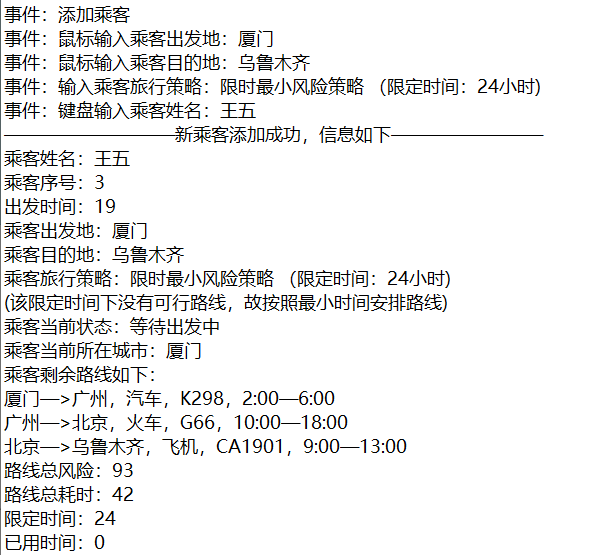 事件：添加乘客
事件：鼠标输入乘客出发地：厦门
事件：鼠标输入乘客目的地：乌鲁木齐
事件：输入乘客旅行策略：限时最小风险策略 （限定时间：24小时)
事件：键盘输入乘客姓名：王五
—————————新乘客添加成功，信息如下————————
乘客姓名：王五
乘客序号：3
出发时间：19
乘客出发地：厦门
乘客目的地：乌鲁木齐
乘客旅行策略：限时最小风险策略 （限定时间：24小时)
(该限定时间下没有可行路线，故按照最小时间安排路线)
乘客当前状态：等待出发中
乘客当前所在城市：厦门
乘客剩余路线如下：
厦门—>广州，汽车，K298，2:00—6:00
广州—>北京，火车，G66，10:00—18:00
北京—>乌鲁木齐，飞机，CA1901，9:00—13:00
路线总风险：93
路线总耗时：42
限定时间：24
已用时间：0